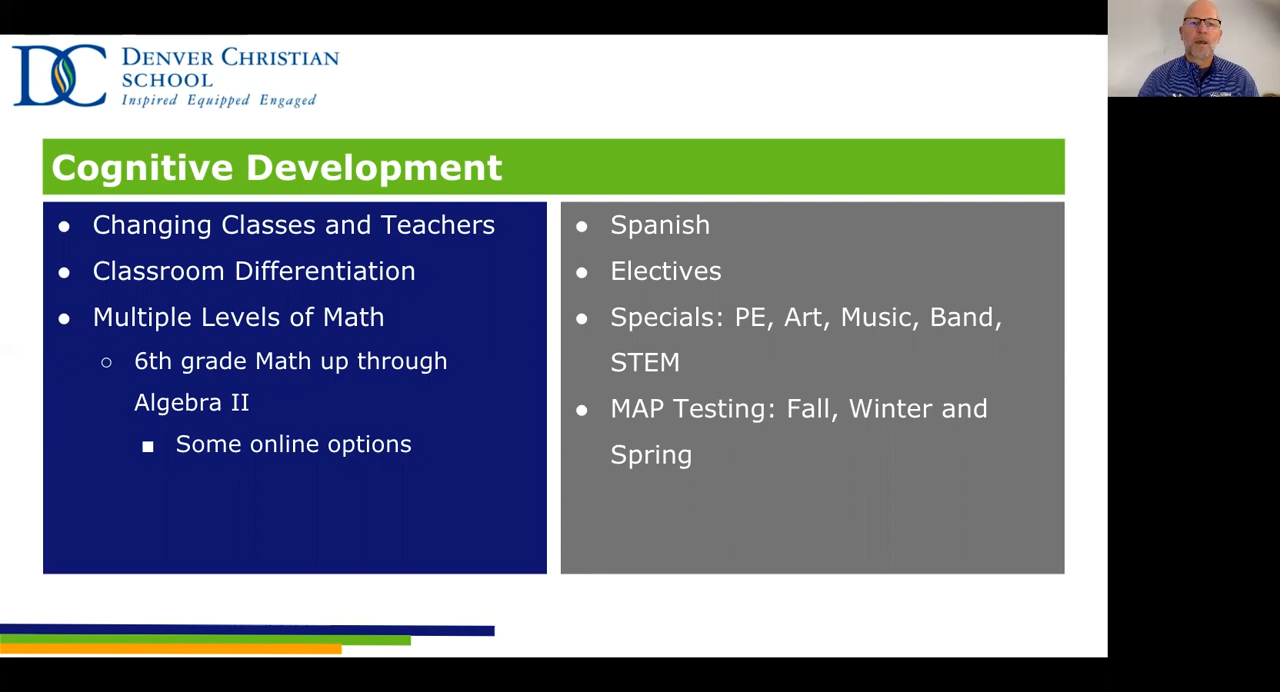 DC DENVER CHRISTIAN
SCHOOL
Inspired Equipped Engaged
Cognitive Development
● Changing Classes and Teachers
● Classroom Differentiation
● Multiple Levels of Math
○ 6th grade Math up through
Algebra II
■ Some online options
● Spanish
● Electives
● Specials: PE, Art, Music, Band,
STEM
● MAP Testing: Fall, Winter and
Spring